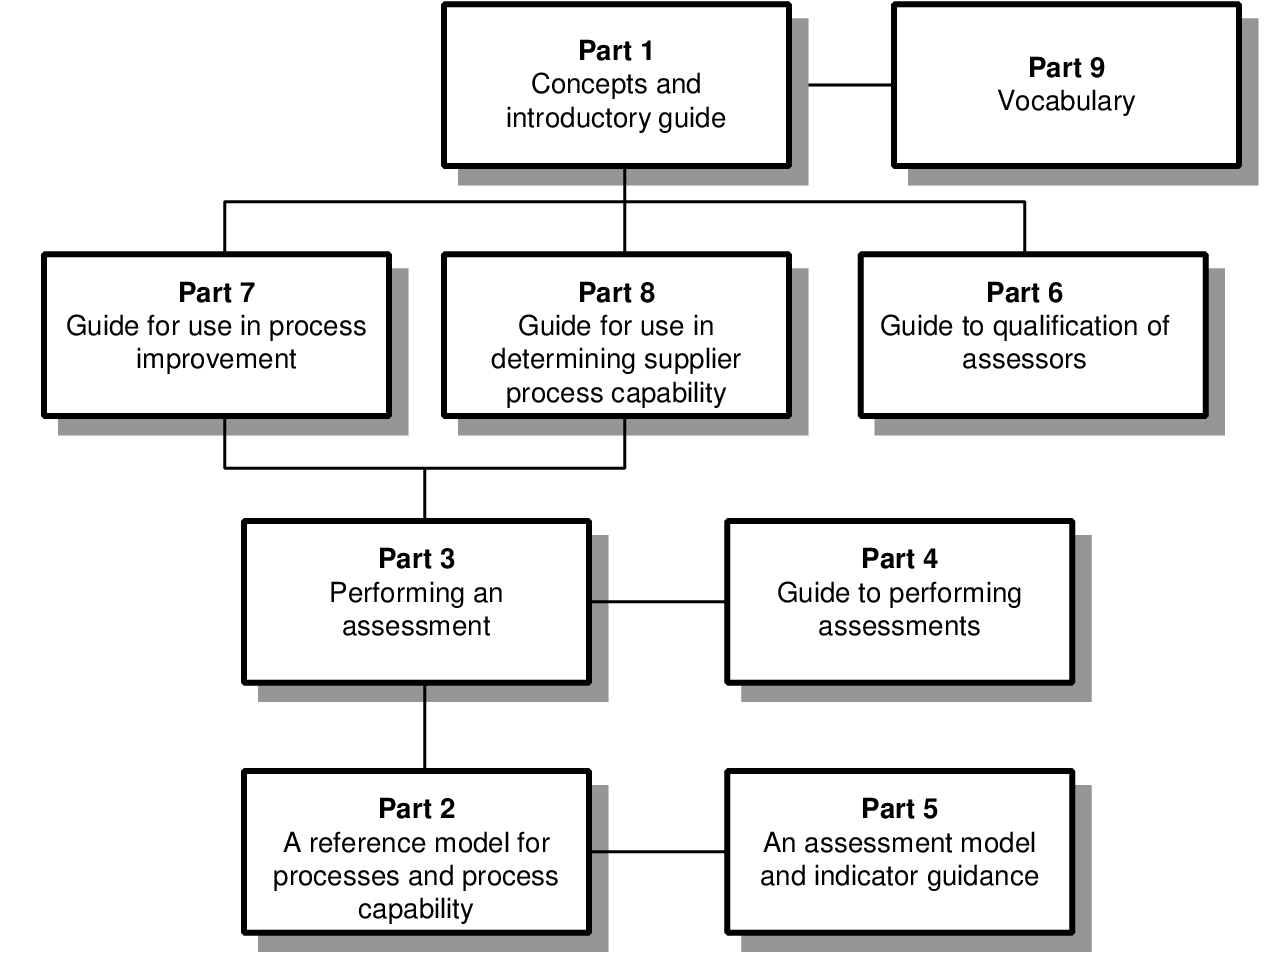 Part 1
Concepts and
introductory guide
Part 9
Vocabulary
Part 7
Guide for use in process
improvement
Part 8
Guide for use in
determining supplier
process capability
Part 6
Guide to qualification of
assessors
Part 3
Performing an
assessment
Part 4
Guide to performing
assessments
Part 2
A reference model for
processes and process
capability
Part 5
An assessment model
and indicator guidance